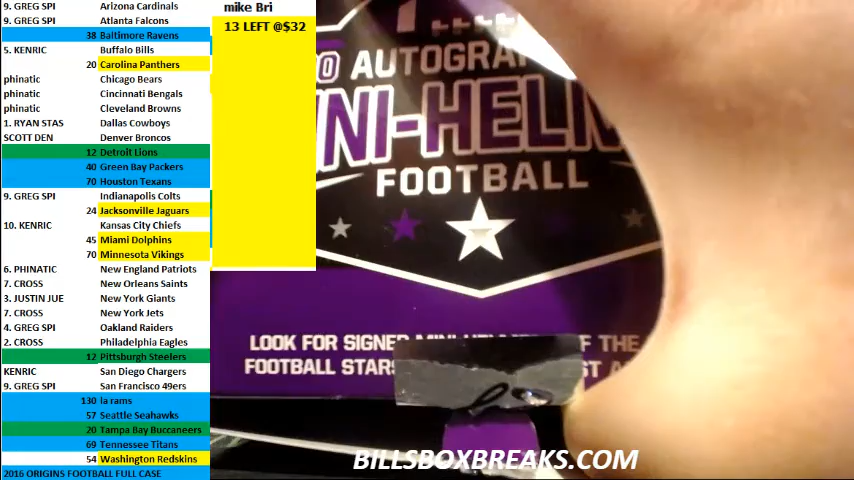 9. GREG SPI Arizona Cardinals
9. GREG SPI Atlanta Falcons
38 Baltimore Ravens
5. KENRIC Buffalo Bills
20 Carolina Panthers
phinatic Chicago Bears
phinatic Cincinnati Bengals
phinatic Cleveland Browns
1. RYAN STAS Dallas Cowboys
SCOTT DEN Denver Broncos
12 Detroit Lions
40 Green Bay Packers
70 Houston Texans
9. GREG SPI Indianapolis Colts
24 Jacksonville Jaguars
10. KENRIC Kansas City Chiefs
45 Miami Dolphins
70 Minnesota Vikings
6. PHINATIC New England Patriots
7. CROSS New Orleans Saints
3. JUSTIN JUE New York Giants
7. CROSS New York Jets
4. GREG SPI Oakland Raiders
2. CROSS Philadelphia Eagles
12 Pittsburgh Steelers
KENRIC San Diego Chargers
9. GREG SPI San Francisco 49ers
130 la rams
57 Seattle Seahawks
20 Tampa Bay Buccaneers
69 Tennessee Titans
54 Washington Redskins
2016 ORIGINS FOOTBALL FULL CASE
mike Bri
13 LEFT @$32
AUTOGRA
INI-HELM
FOOTBALL
LOOK FOR SIGNED MINI-HELMETS OF THE
FOOTBALL STARS
BILLSBOXBREAKS.COM